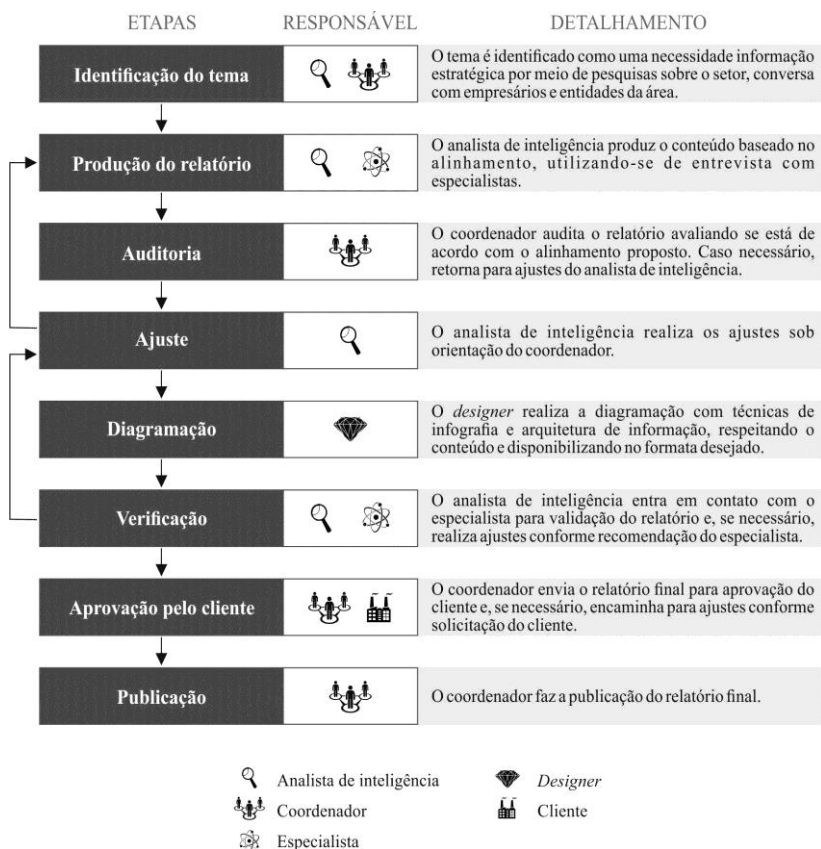 ETAPAS RESPONSÁVEL DETALHAMENTO
Identificação do tema
O tema é identificado como uma necessidade informação
estratégica por meio de pesquisas sobre o setor, conversa
com empresários e entidades da área.
Produção do relatório
O analista de inteligência produz o conteúdo baseado no
alinhamento, utilizando-se de entrevista com
especialistas.
Auditoria
O coordenador audita o relatório avaliando se está de
acordo com o alinhamento proposto. Caso necessário,
retorna para ajustes do analista de inteligência.
Ajuste
O analista de inteligência realiza os ajustes sob
orientação do coordenador.
Diagramação
O designer realiza a diagramação com técnicas de
infografia e arquitetura de informação, respeitando o
conteúdo e disponibilizando no formata desejado.
Verificação
O analista de inteligência entra em contato com o
especialista para validação do relatório e, se necessário,
realiza ajustes conforme recomendação do especialista.
Aprovação pelo cliente
O coordenador envia o relatório final para aprovação do
cliente e, se necessário, encaminha para ajustes conforme
solicitação do cliente.
Publicação
O coordenador faz a publicação do relatório final.
Analista de inteligência
Coordenador
Especialista
Designer
Cliente